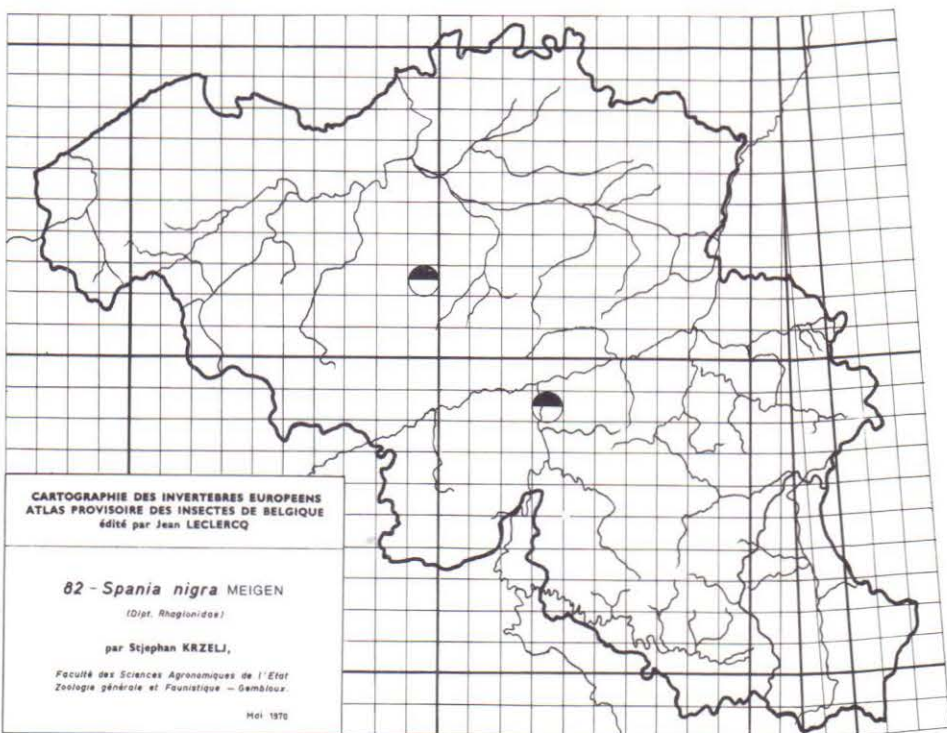 CARTOGRAPHIE DES INVERTEBRES EUROPEENS
ATLAS PROVISOIRE DES INSECTES DE BELGIQUE
édité par Jean LECLERCQ
82 - Spania nigra MEIGEN
(Dipt. Rhagionidae)
par Stjephan KRZELJ,
Faculté des Sciences Agronomiques de l'Etat
Zoologie générale et Faunistique — Gembloux.
Mai 1970